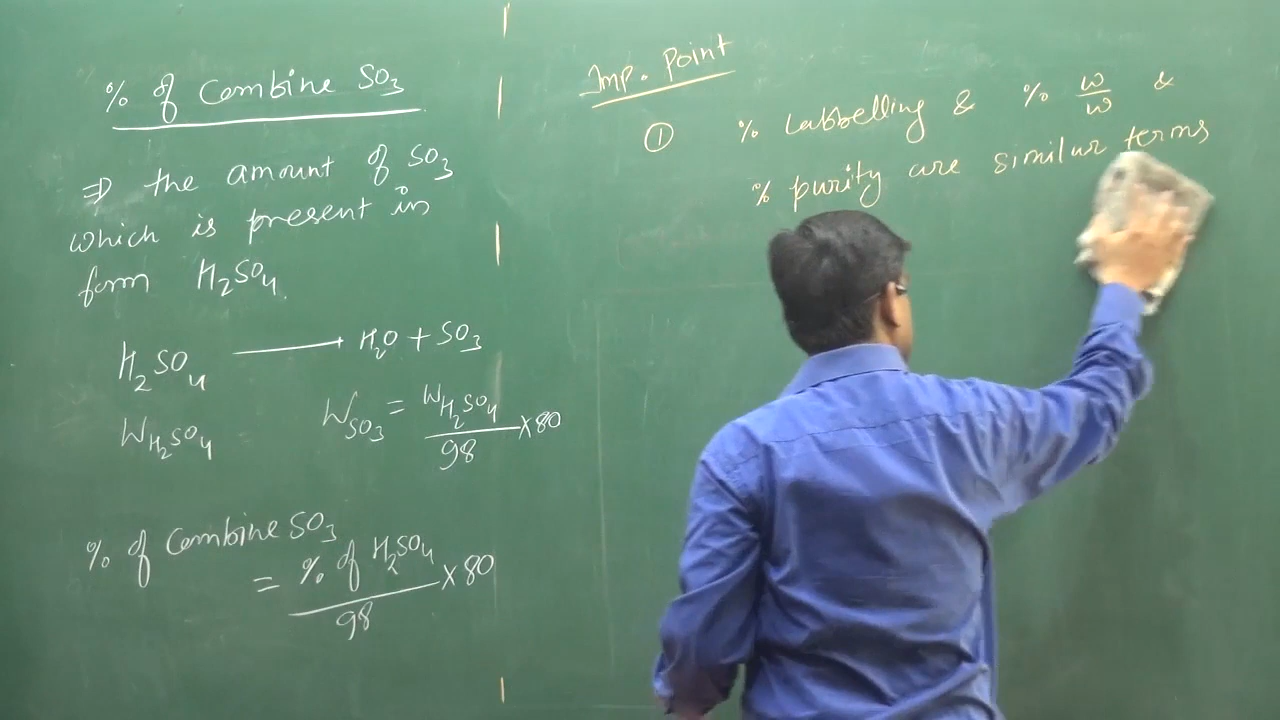 % of Combine SO₃
⇒ the amount of SO₃
which is present in
form H₂SO₄.
H₂SO₄ ⟶ H₂O + SO₃
W_H₂SO₄   W_SO₃ = W_H₂SO₄/98 × 80
% of Combine SO₃
= % of H₂SO₄/98 × 80
Imp. Point
① % Labbelling & % w/w &
% purity are similar terms